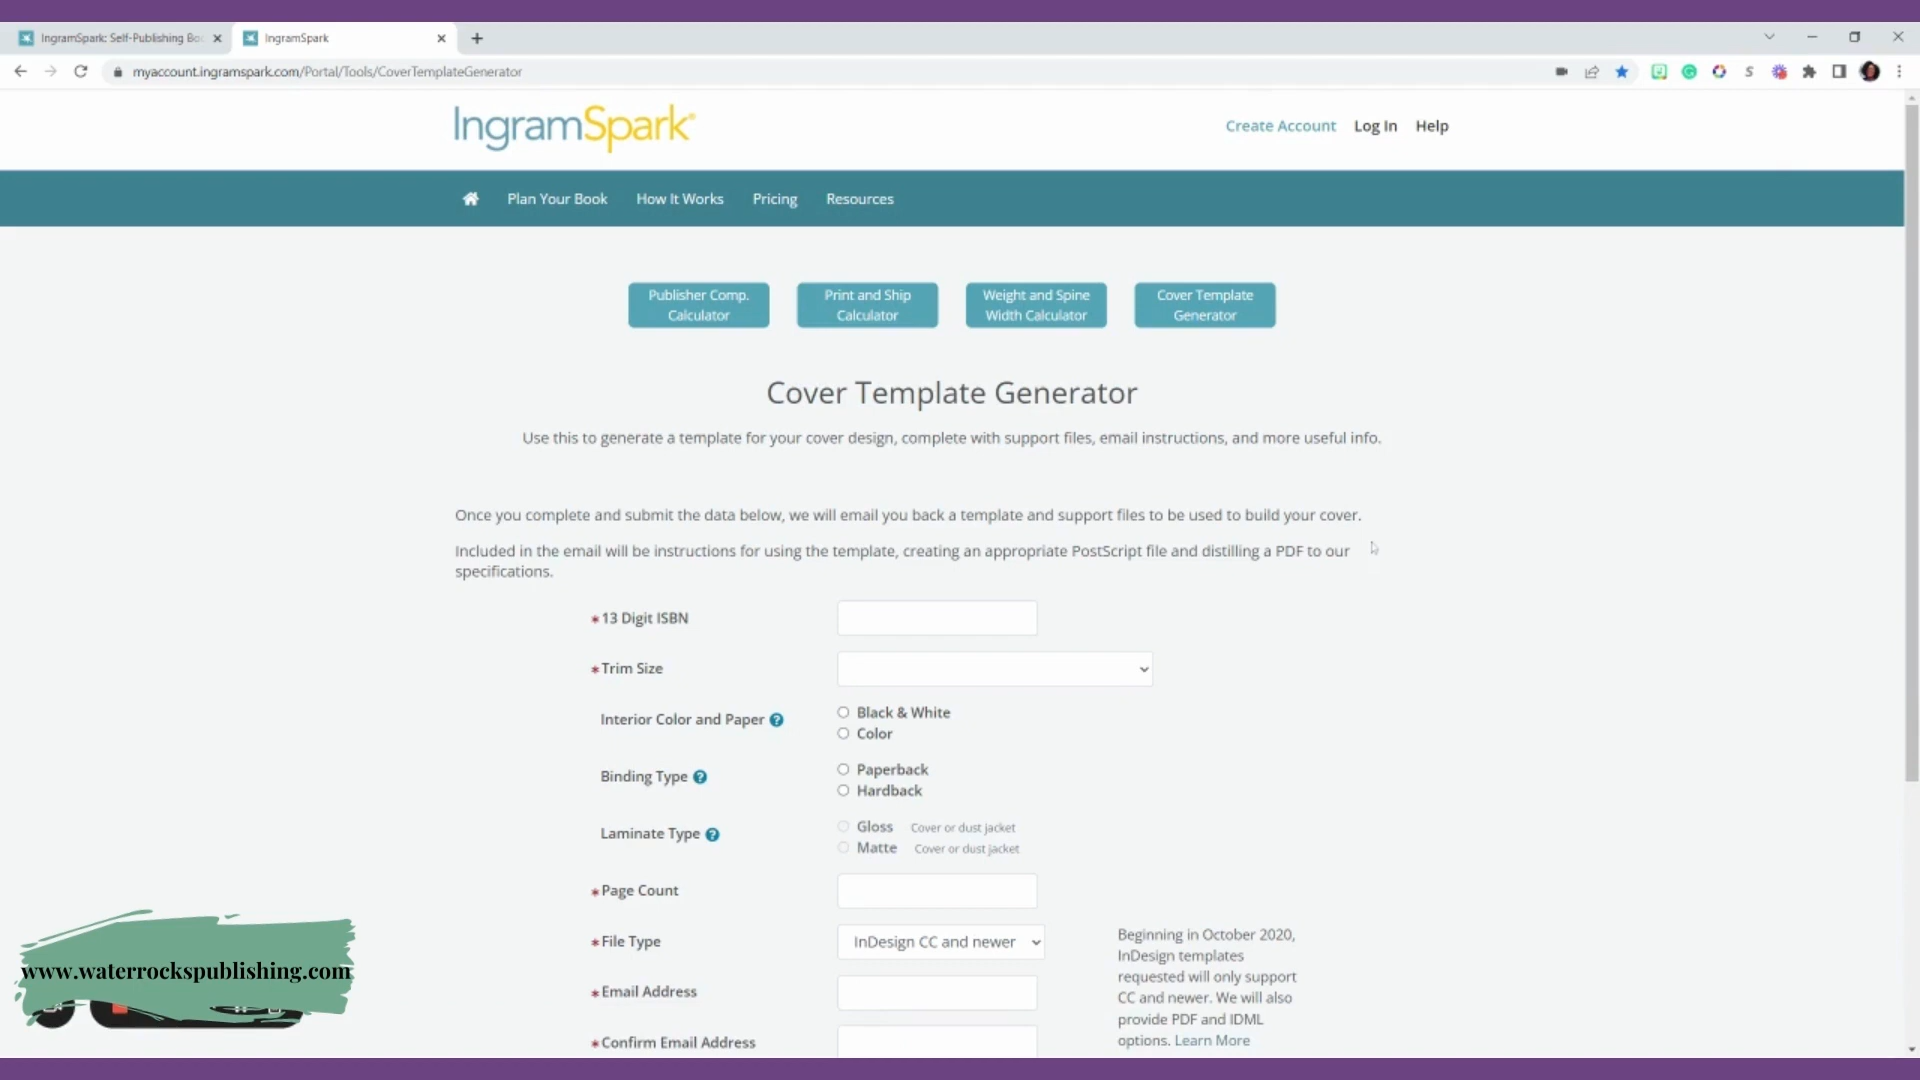 IngramSpark: Self-Publishing Bo
IngramSpark
myaccount.ingramspark.com/Portal/Tools/CoverTemplateGenerator
IngramSpark
Create Account
Log In
Help
Plan Your Book
How It Works
Pricing
Resources
Publisher Comp.
Calculator
Print and Ship
Calculator
Weight and Spine
Width Calculator
Cover Template
Generator
Cover Template Generator
Use this to generate a template for your cover design, complete with support files, email instructions, and more useful info.
Once you complete and submit the data below, we will email you back a template and support files to be used to build your cover.
Included in the email will be instructions for using the template, creating an appropriate PostScript file and distilling a PDF to our
specifications.
*13 Digit ISBN
*Trim Size
Interior Color and Paper ?
Black & White
Color
Binding Type ?
Paperback
Hardback
Laminate Type ?
Gloss Cover or dust jacket
Matte Cover or dust jacket
*Page Count
*File Type
InDesign CC and newer
*Email Address
*Confirm Email Address
Beginning in October 2020,
InDesign templates
requested will only support
CC and newer. We will also
provide PDF and IDML
options. Learn More
www.waterrockspublishing.com